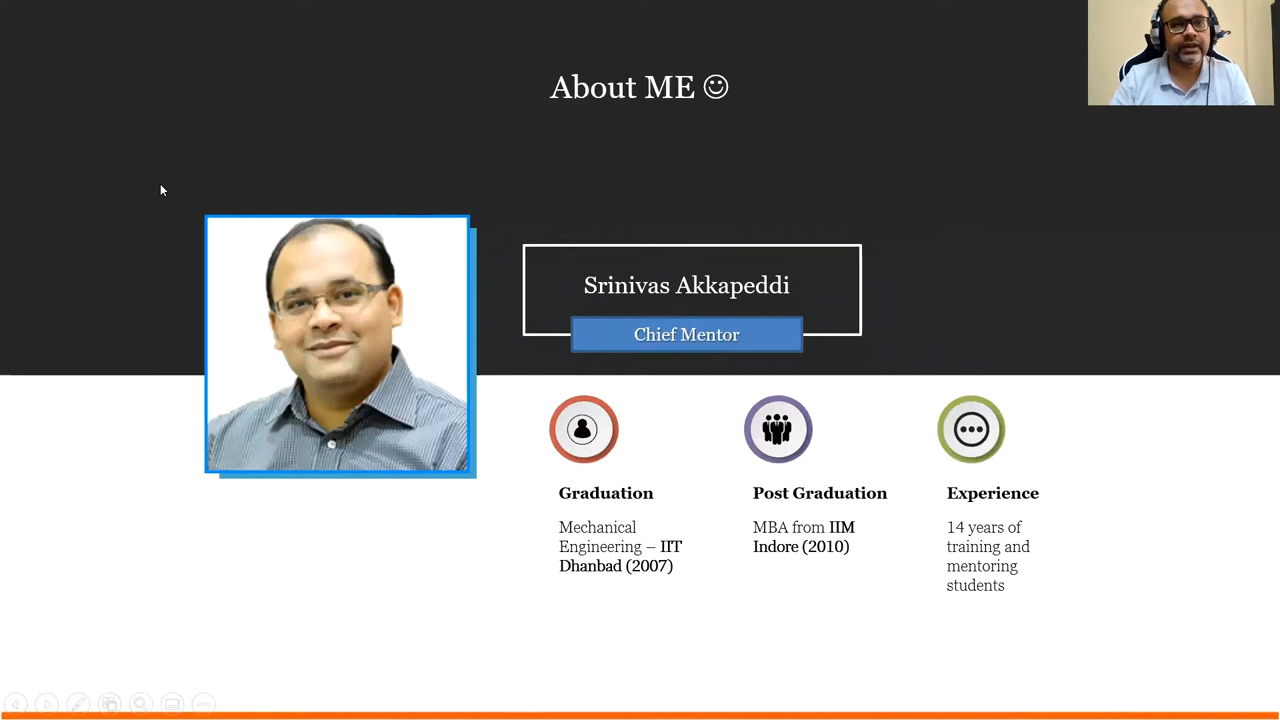 About ME ☺
Srinivas Akkapeddi
Chief Mentor
Graduation
Mechanical
Engineering – IIT
Dhanbad (2007)
Post Graduation
MBA from IIM
Indore (2010)
Experience
14 years of
training and
mentoring
students